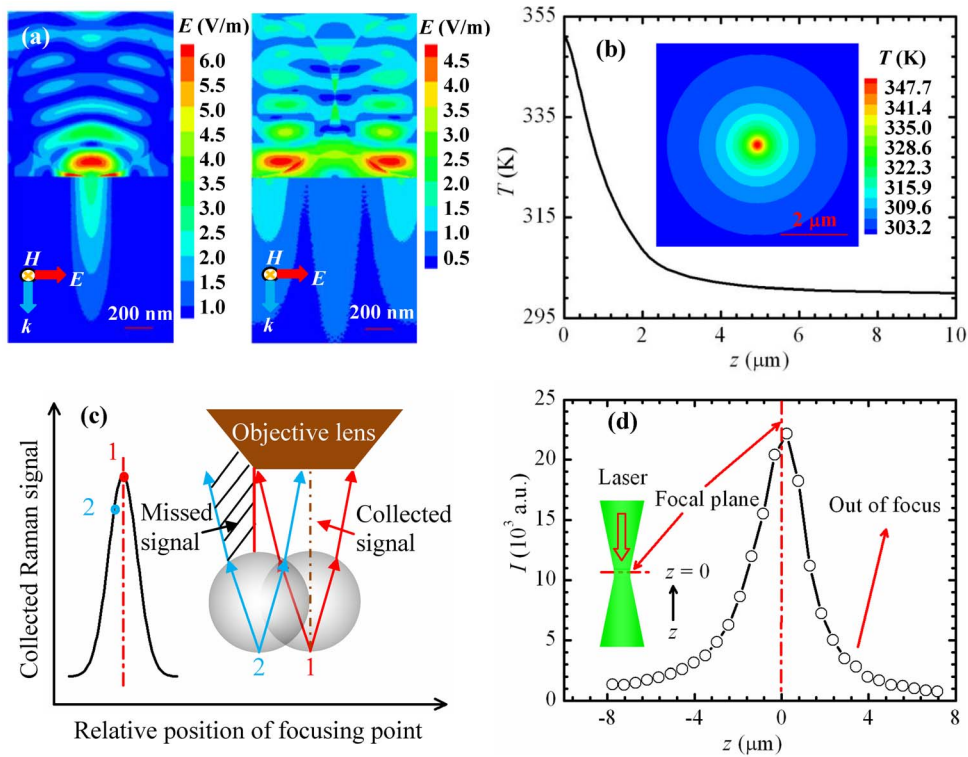 (a)
E (V/m)
6.0
5.5
5.0
4.5
4.0
3.5
3.0
2.5
2.0
1.5
1.0
H
E
k
200 nm
E (V/m)
4.5
4.0
3.5
3.0
2.5
2.0
1.5
1.0
0.5
H
E
k
200 nm
(b)
T (K)
355
335
315
295
0 2 4 6 8 10
z (μm)
T (K)
347.7
341.4
335.0
328.6
322.3
315.9
309.6
303.2
2 μm
(c)
Collected Raman signal
Relative position of focusing point
1
2
Objective lens
Missed
signal
Collected
signal
2 1
(d)
I (10³ a.u.)
25
20
15
10
5
0
-8 -4 0 4 8
z (μm)
Laser
Focal plane
z = 0
z
Out of focus